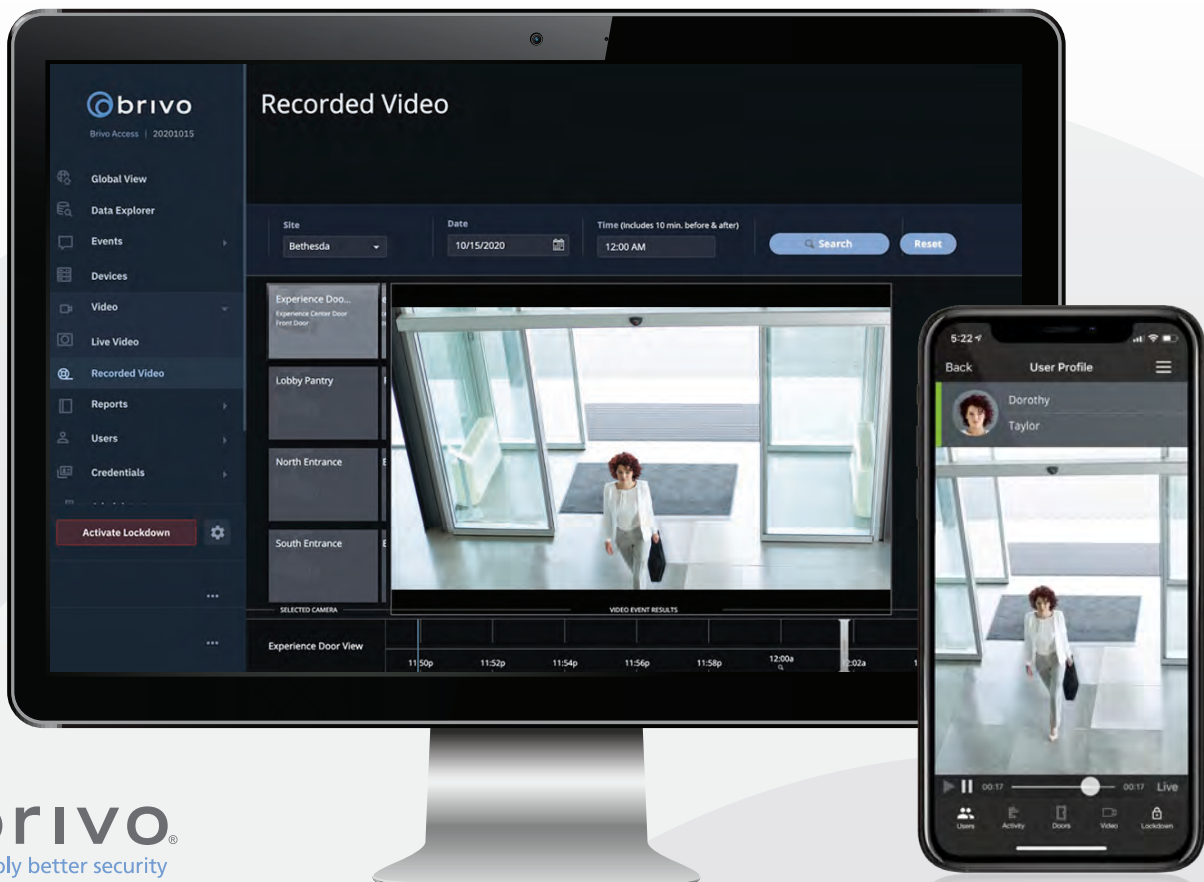 brivo
Brivo Access | 20201015
Global View
Data Explorer
Events
Devices
Video
Live Video
Recorded Video
Reports
Users
Credentials
Activate Lockdown
...
...
Recorded Video
Site
Bethesda
Date
10/15/2020
Time (includes 10 min. before & after)
12:00 AM
Search
Reset
Experience Doo...
Experience Center Door
Front Door
Lobby Pantry
North Entrance
South Entrance
SELECTED CAMERA
VIDEO EVENT RESULTS
Experience Door View
11:50p 11:52p 11:54p 11:56p 11:58p 12:00a 12:02a
5:22
Back User Profile
Dorothy
Taylor
00:17 00:17 Live
Users Activity Doors Video Lockdown
brivo®
ply better security